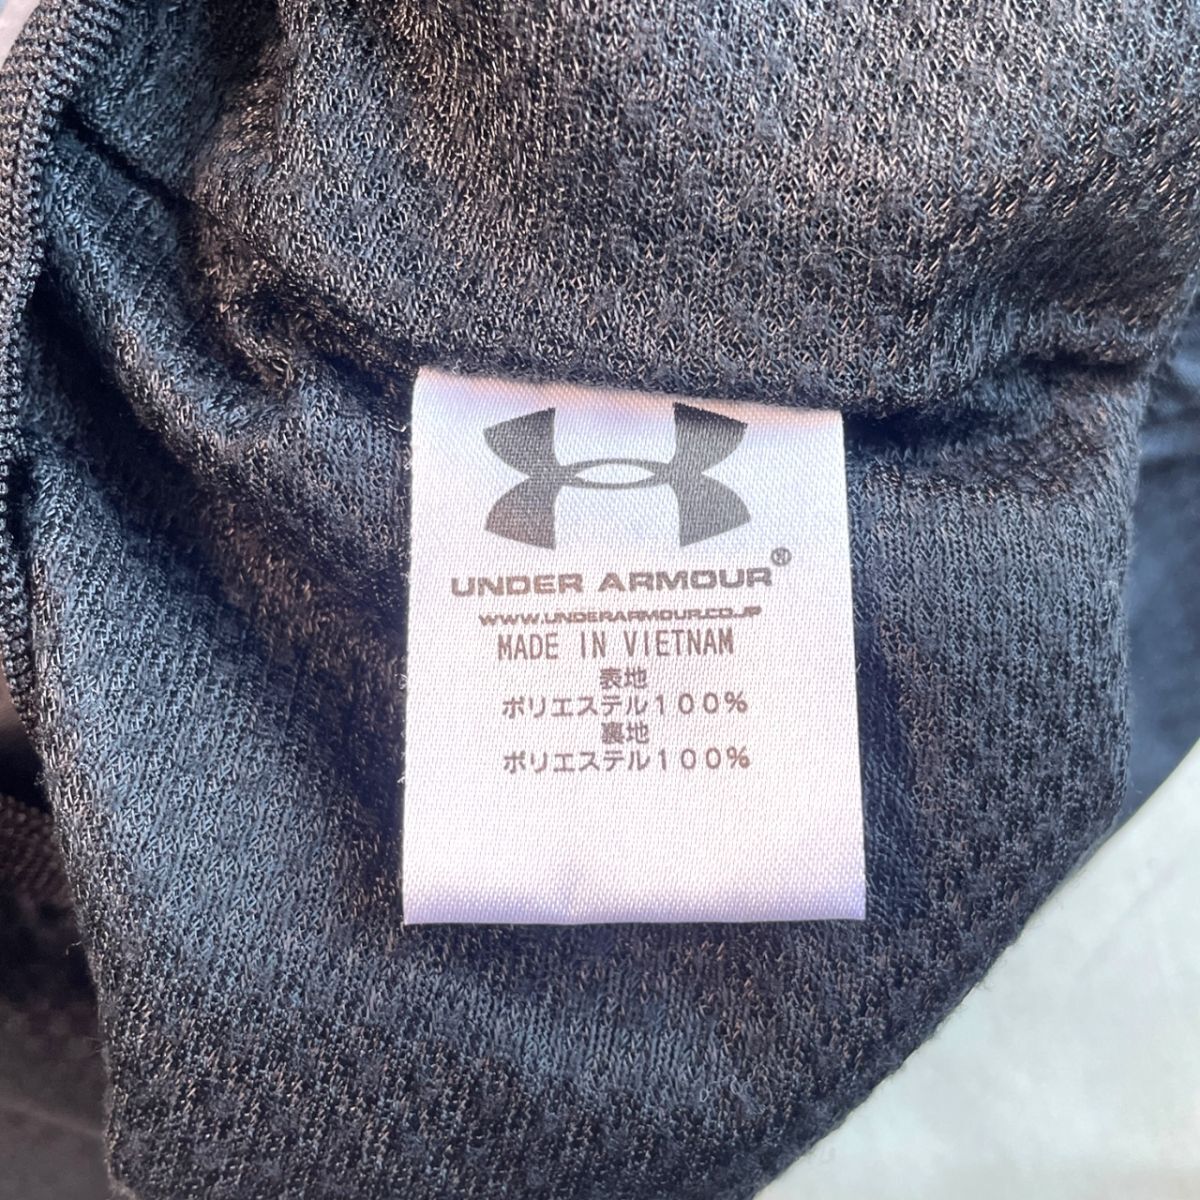 UNDER ARMOUR®
WWW.UNDERARMOUR.CO.JP
MADE IN VIETNAM
表地
ポリエステル100%
裏地
ポリエステル100%